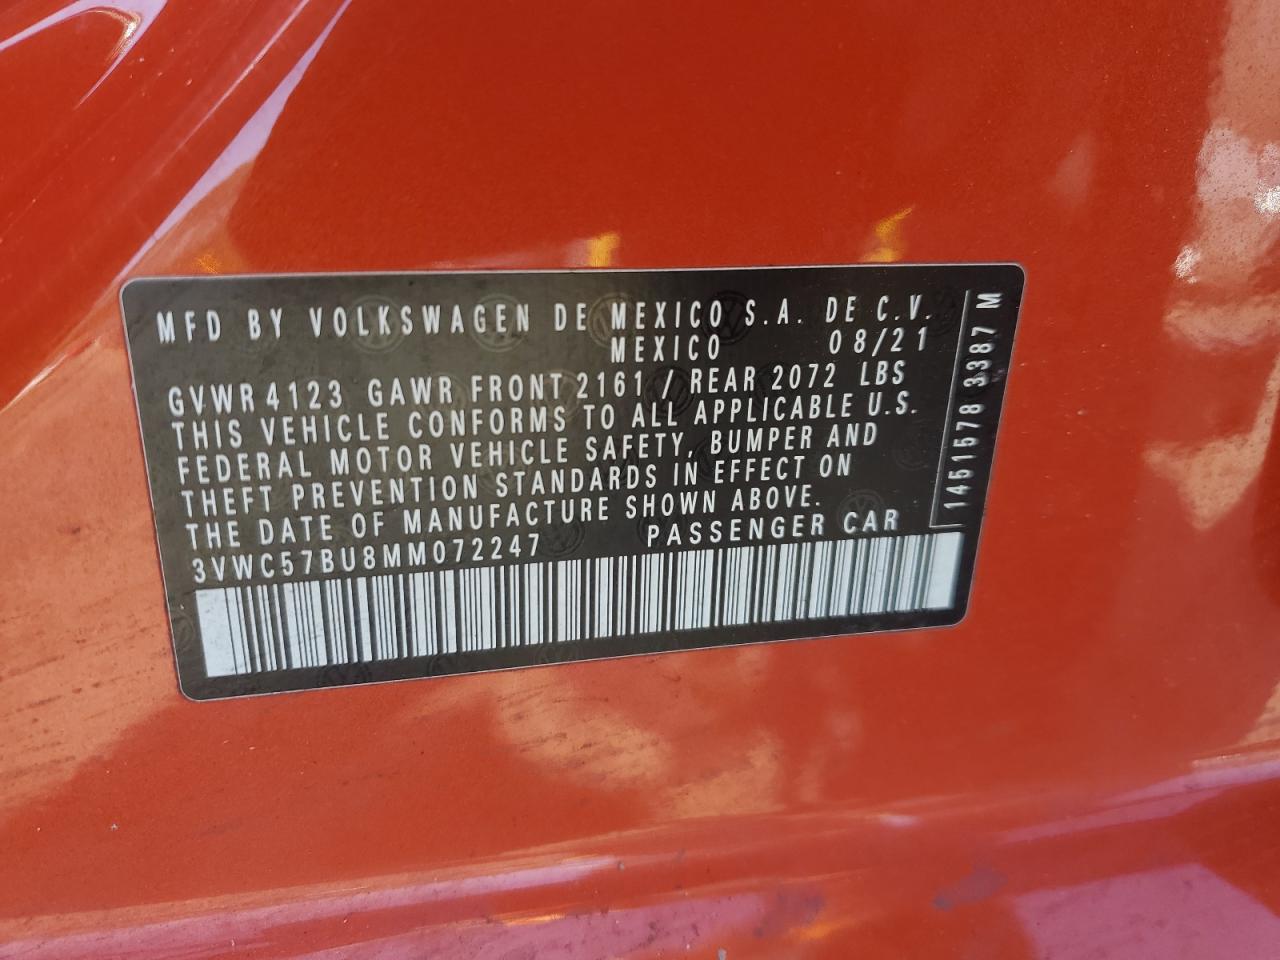 MFD BY VOLKSWAGEN DE MEXICO S.A. DE C.V.
MEXICO 08/21
GVWR 4123 GAWR FRONT 2161 / REAR 2072 LBS
THIS VEHICLE CONFORMS TO ALL APPLICABLE U.S.
FEDERAL MOTOR VEHICLE SAFETY, BUMPER AND
THEFT PREVENTION STANDARDS IN EFFECT ON
THE DATE OF MANUFACTURE SHOWN ABOVE.
3VWC57BU8MM072247 PASSENGER CAR
1451578 3387 M